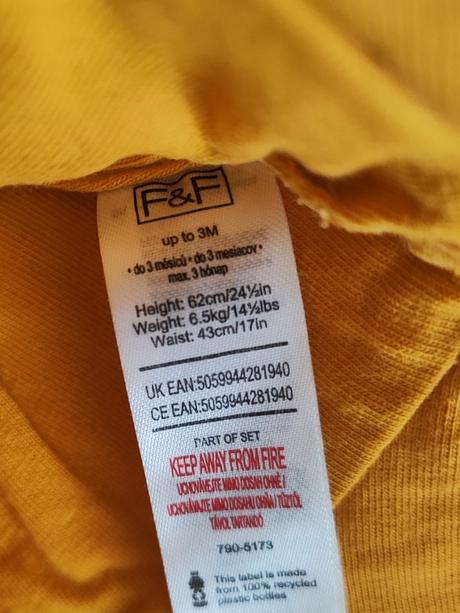 F&F
up to 3M
• do 3 měsíců • do 3 mesiacov •
max. 3 hónap
Height: 62cm/24½in
Weight: 6.5kg/14½lbs
Waist: 43cm/17in
UK EAN:5059944281940
CE EAN:5059944281940
PART OF SET
KEEP AWAY FROM FIRE
UCHOVÁVEJTE MIMO DOSAH OHNĚ /
UCHOVÁVAJTE MIMO DOSAHU OHŇA / TŰZTŐL
TÁVOL TARTANDÓ
790-5173
This label is made
from 100% recycled
plastic bottles